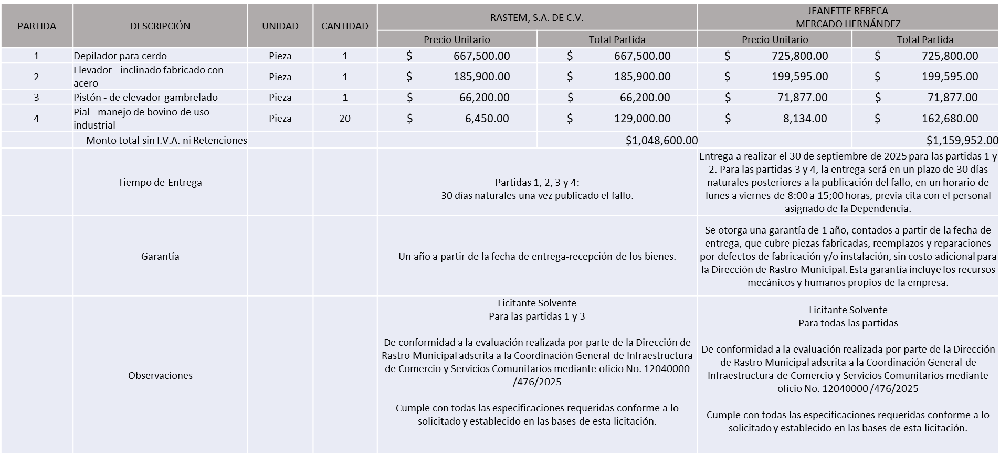 PARTIDA DESCRIPCIÓN UNIDAD CANTIDAD RASTEM, S.A. DE C.V. JEANETTE REBECA
MERCADO HERNÁNDEZ
Precio Unitario Total Partida Precio Unitario Total Partida
1 Depilador para cerdo Pieza 1 $ 667,500.00 $ 667,500.00 $ 725,800.00 $ 725,800.00
2 Elevador - inclinado fabricado con
acero Pieza 1 $ 185,900.00 $ 185,900.00 $ 199,595.00 $ 199,595.00
3 Pistón - de elevador gambrelado Pieza 1 $ 66,200.00 $ 66,200.00 $ 71,877.00 $ 71,877.00
4 Pial - manejo de bovino de uso
industrial Pieza 20 $ 6,450.00 $ 129,000.00 $ 8,134.00 $ 162,680.00
Monto total sin I.V.A. ni Retenciones $1,048,600.00 $1,159,952.00
Tiempo de Entrega
Partidas 1, 2, 3 y 4:
30 días naturales una vez publicado el fallo.
Entrega a realizar el 30 de septiembre de 2025 para las partidas 1 y
2. Para las partidas 3 y 4, la entrega será en un plazo de 30 días
naturales posteriores a la publicación del fallo, en un horario de
lunes a viernes de 8:00 a 15;00 horas, previa cita con el personal
asignado de la Dependencia.
Garantía
Un año a partir de la fecha de entrega-recepción de los bienes.
Se otorga una garantía de 1 año, contados a partir de la fecha de
entrega, que cubre piezas fabricadas, reemplazos y reparaciones
por defectos de fabricación y/o instalación, sin costo adicional para
la Dirección de Rastro Municipal. Esta garantía incluye los recursos
mecánicos y humanos propios de la empresa.
Observaciones
Licitante Solvente
Para las partidas 1 y 3
De conformidad a la evaluación realizada por parte de la Dirección de
Rastro Municipal adscrita a la Coordinación General de Infraestructura
de Comercio y Servicios Comunitarios mediante oficio No. 12040000
/476/2025
Cumple con todas las especificaciones requeridas conforme a lo
solicitado y establecido en las bases de esta licitación.
Licitante Solvente
Para todas las partidas
De conformidad a la evaluación realizada por parte de la Dirección
de Rastro Municipal adscrita a la Coordinación General de
Infraestructura de Comercio y Servicios Comunitarios mediante
oficio No. 12040000 /476/2025
Cumple con todas las especificaciones requeridas conforme a lo
solicitado y establecido en las bases de esta licitación.